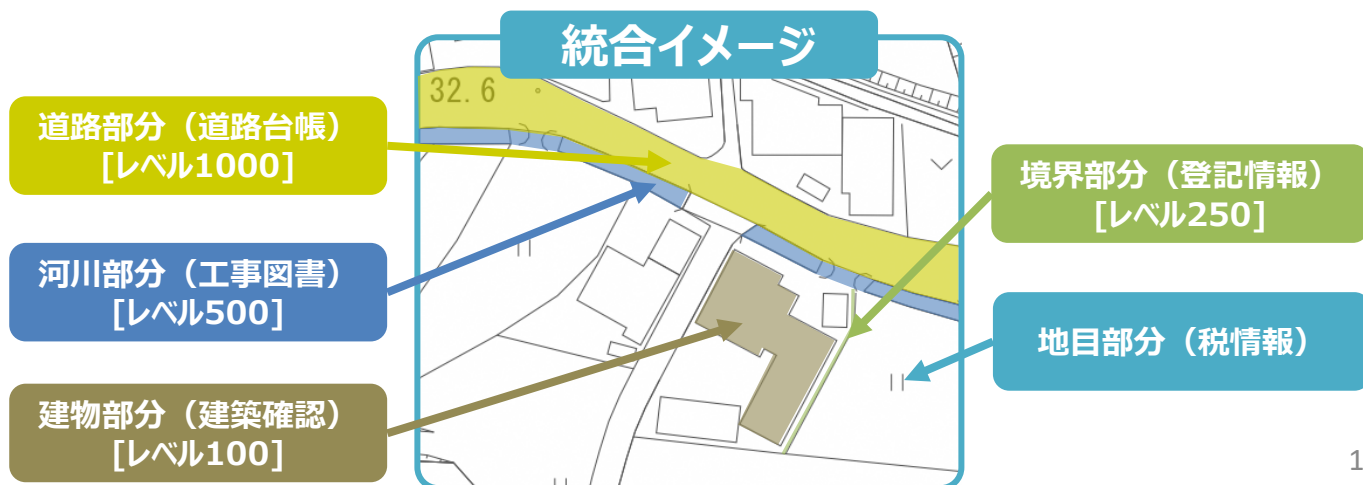 統合イメージ
32.6
道路部分（道路台帳）
[レベル1000]
河川部分（工事図書）
[レベル500]
建物部分（建築確認）
[レベル100]
境界部分（登記情報）
[レベル250]
地目部分（税情報）
1